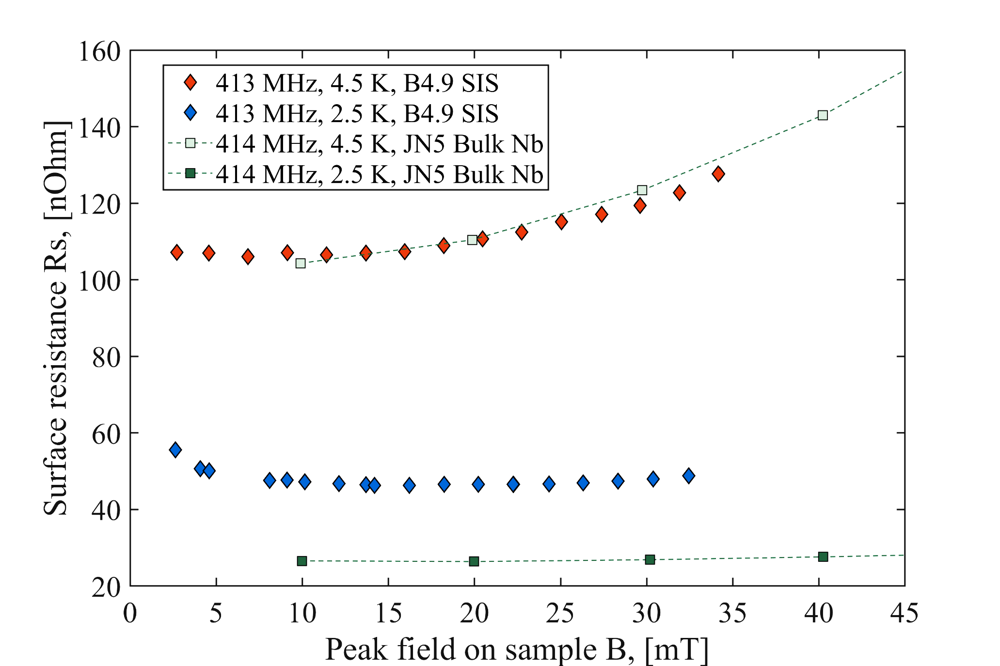 160
140
120
100
80
60
40
20
0 5 10 15 20 25 30 35 40 45
Surface resistance Rs, [nOhm]
Peak field on sample B, [mT]
413 MHz, 4.5 K, B4.9 SIS
413 MHz, 2.5 K, B4.9 SIS
414 MHz, 4.5 K, JN5 Bulk Nb
414 MHz, 2.5 K, JN5 Bulk Nb